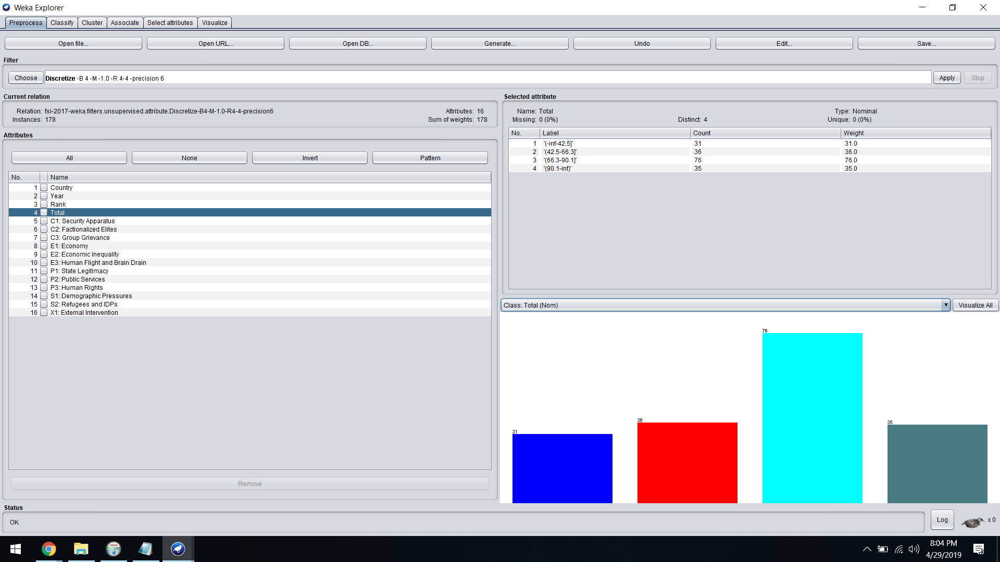 Weka Explorer
Preprocess Classify Cluster Associate Select attributes Visualize
Open file... Open URL... Open DB... Generate... Undo Edit... Save...
Filter
Choose Discretize -B 4 -M -1.0 -R 4-4 -precision 6 Apply Stop
Current relation
Relation: fsi-2017-weka.filters.unsupervised.attribute.Discretize-B4-M-1.0-R4-4-precision6 Attributes: 16
Instances: 178 Sum of weights: 178
Attributes
All None Invert Pattern
No. Name
1 Country
2 Year
3 Rank
4 Total
5 C1: Security Apparatus
6 C2: Factionalized Elites
7 C3: Group Grievance
8 E1: Economy
9 E2: Economic Inequality
10 E3: Human Flight and Brain Drain
11 P1: State Legitimacy
12 P2: Public Services
13 P3: Human Rights
14 S1: Demographic Pressures
15 S2: Refugees and IDPs
16 X1: External Intervention
Remove
Selected attribute
Name: Total Type: Nominal
Missing: 0 (0%) Distinct: 4 Unique: 0 (0%)
No. Label Count Weight
1 '(-inf-42.5]' 31 31.0
2 '(42.5-66.3]' 36 36.0
3 '(66.3-90.1]' 76 76.0
4 '(90.1-inf)' 35 35.0
Class: Total (Nom) Visualize All
31
36
76
35
Status
OK
Log x 0
8:04 PM
4/29/2019